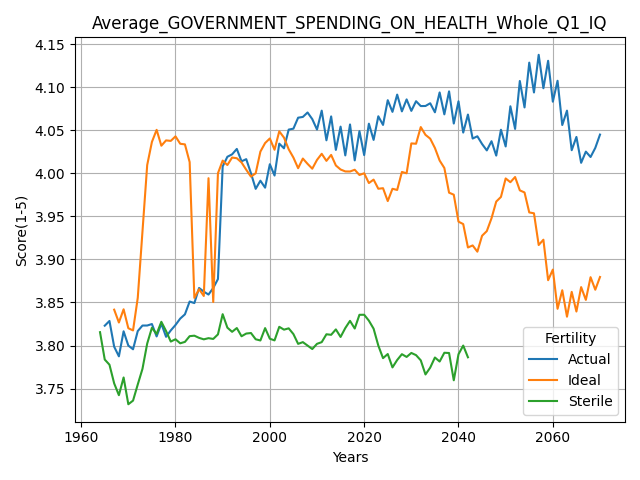 Average_GOVERNMENT_SPENDING_ON_HEALTH_Whole_Q1_IQ
4.15
4.10
4.05
4.00
3.95
3.90
3.85
3.80
3.75
Score(1-5)
Fertility
Actual
Ideal
Sterile
1960 1980 2000 2020 2040 2060
Years